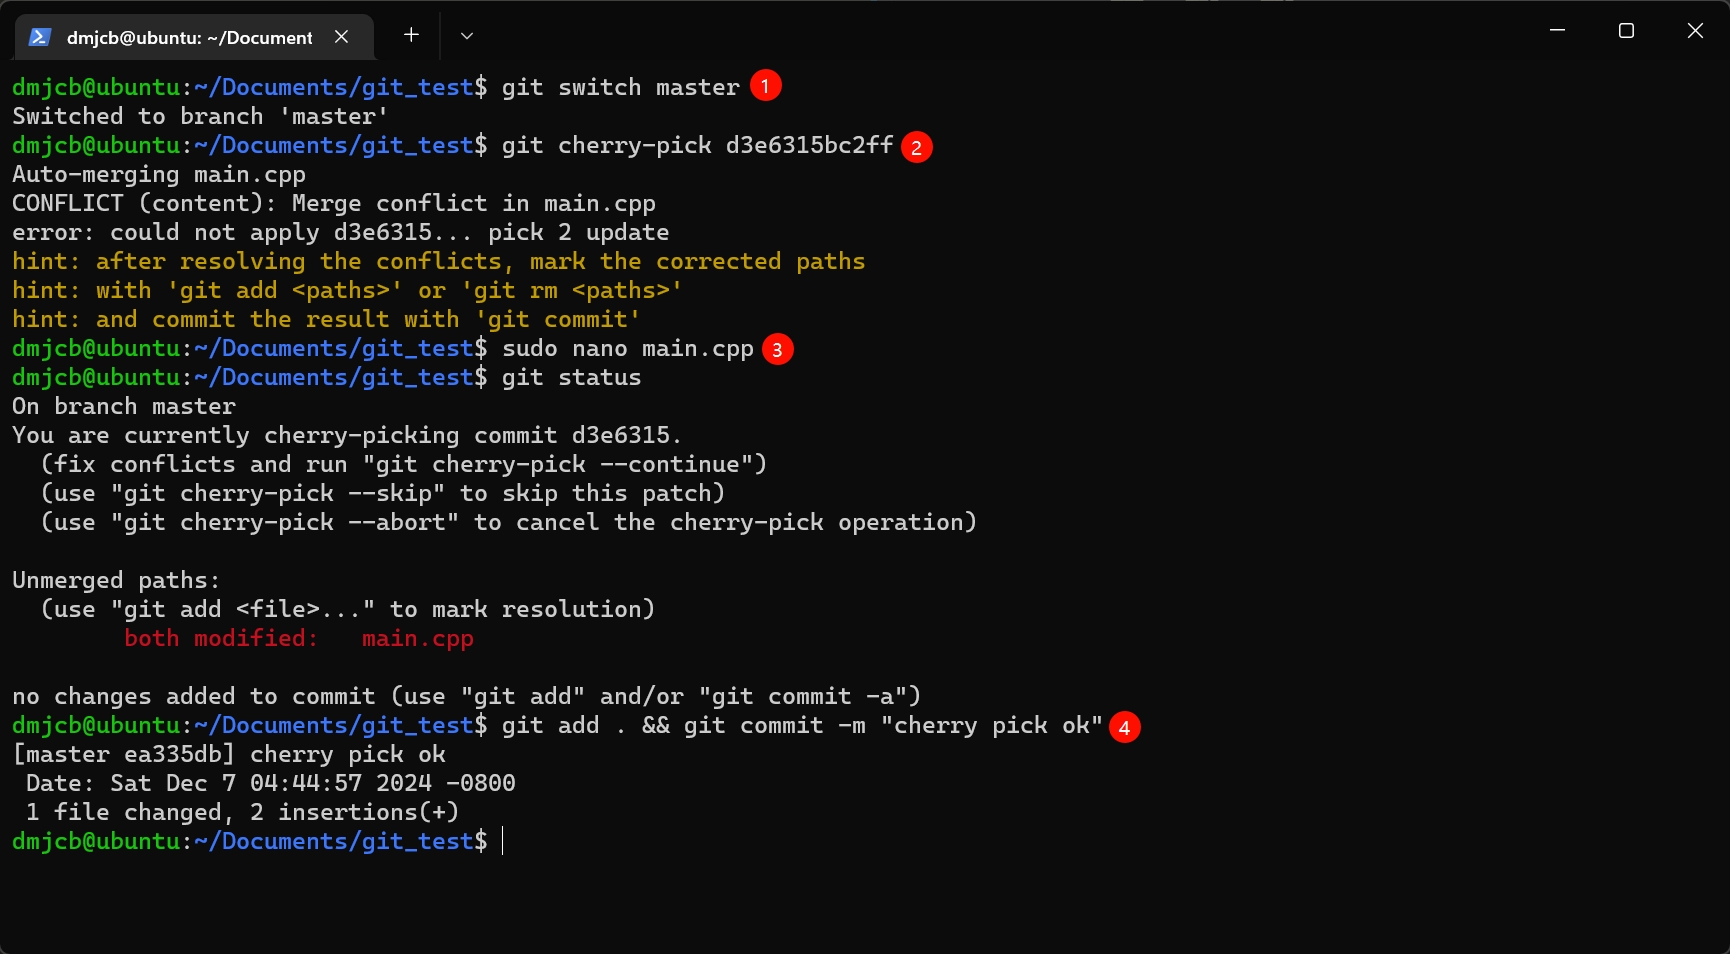 dmjcb@ubuntu: ~/Document
dmjcb@ubuntu:~/Documents/git_test$ git switch master 1
Switched to branch 'master'
dmjcb@ubuntu:~/Documents/git_test$ git cherry-pick d3e6315bc2ff 2
Auto-merging main.cpp
CONFLICT (content): Merge conflict in main.cpp
error: could not apply d3e6315... pick 2 update
hint: after resolving the conflicts, mark the corrected paths
hint: with 'git add <paths>' or 'git rm <paths>'
hint: and commit the result with 'git commit'
dmjcb@ubuntu:~/Documents/git_test$ sudo nano main.cpp 3
dmjcb@ubuntu:~/Documents/git_test$ git status
On branch master
You are currently cherry-picking commit d3e6315.
  (fix conflicts and run "git cherry-pick --continue")
  (use "git cherry-pick --skip" to skip this patch)
  (use "git cherry-pick --abort" to cancel the cherry-pick operation)
Unmerged paths:
  (use "git add <file>..." to mark resolution)
        both modified:   main.cpp
no changes added to commit (use "git add" and/or "git commit -a")
dmjcb@ubuntu:~/Documents/git_test$ git add . && git commit -m "cherry pick ok" 4
[master ea335db] cherry pick ok
 Date: Sat Dec 7 04:44:57 2024 -0800
 1 file changed, 2 insertions(+)
dmjcb@ubuntu:~/Documents/git_test$